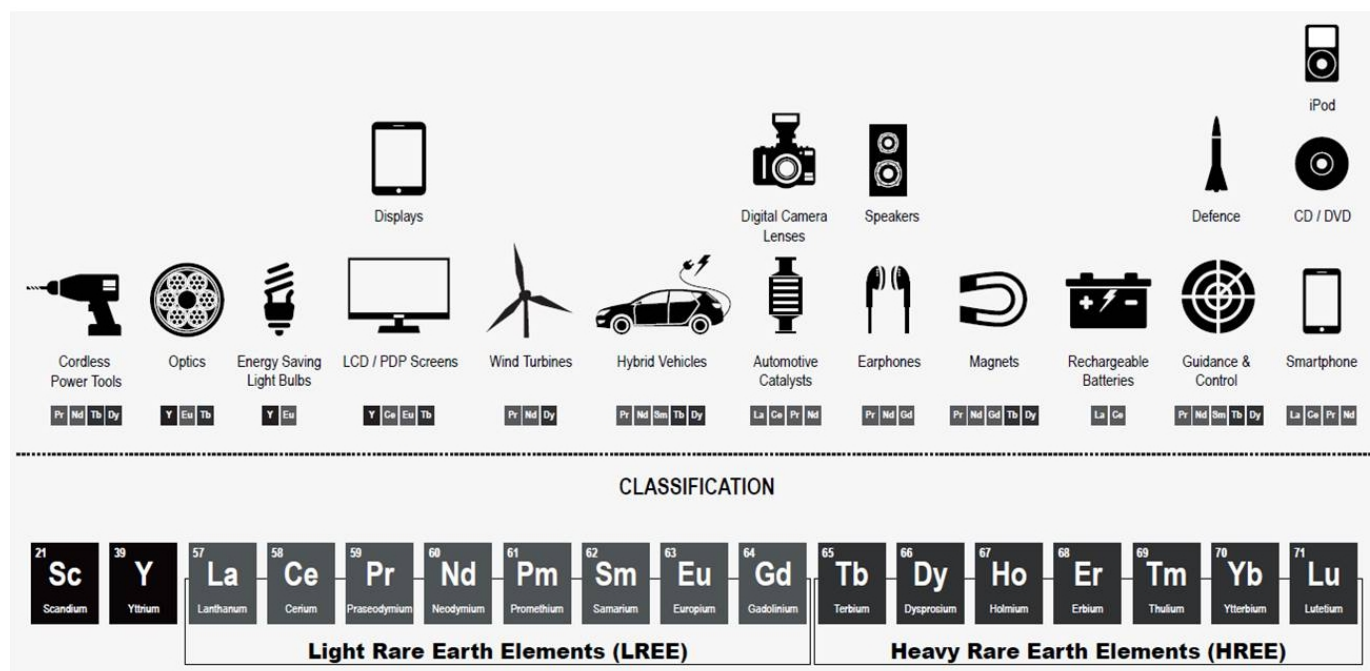 iPod
Displays
Digital Camera
Lenses
Speakers
Defence
CD / DVD
Cordless
Power Tools
Optics
Energy Saving
Light Bulbs
LCD / PDP Screens
Wind Turbines
Hybrid Vehicles
Automotive
Catalysts
Earphones
Magnets
Rechargeable
Batteries
Guidance &
Control
Smartphone
Pr Nd Tb Dy
Y Eu Tb
Y Eu
Y Ce Eu Tb
Pr Nd Dy
Pr Nd Sm Tb Dy
La Ce Pr Nd
Pr Nd Gd
Pr Nd Gd Tb Dy
La Ce
Pr Nd Sm Tb Dy
La Ce Pr Nd
CLASSIFICATION
21
Sc
Scandium
39
Y
Yttrium
57
La
Lanthanum
58
Ce
Cerium
59
Pr
Praseodymium
60
Nd
Neodymium
61
Pm
Promethium
62
Sm
Samarium
63
Eu
Europium
64
Gd
Gadolinium
65
Tb
Terbium
66
Dy
Dysprosium
67
Ho
Holmium
68
Er
Erbium
69
Tm
Thulium
70
Yb
Ytterbium
71
Lu
Lutetium
Light Rare Earth Elements (LREE)
Heavy Rare Earth Elements (HREE)